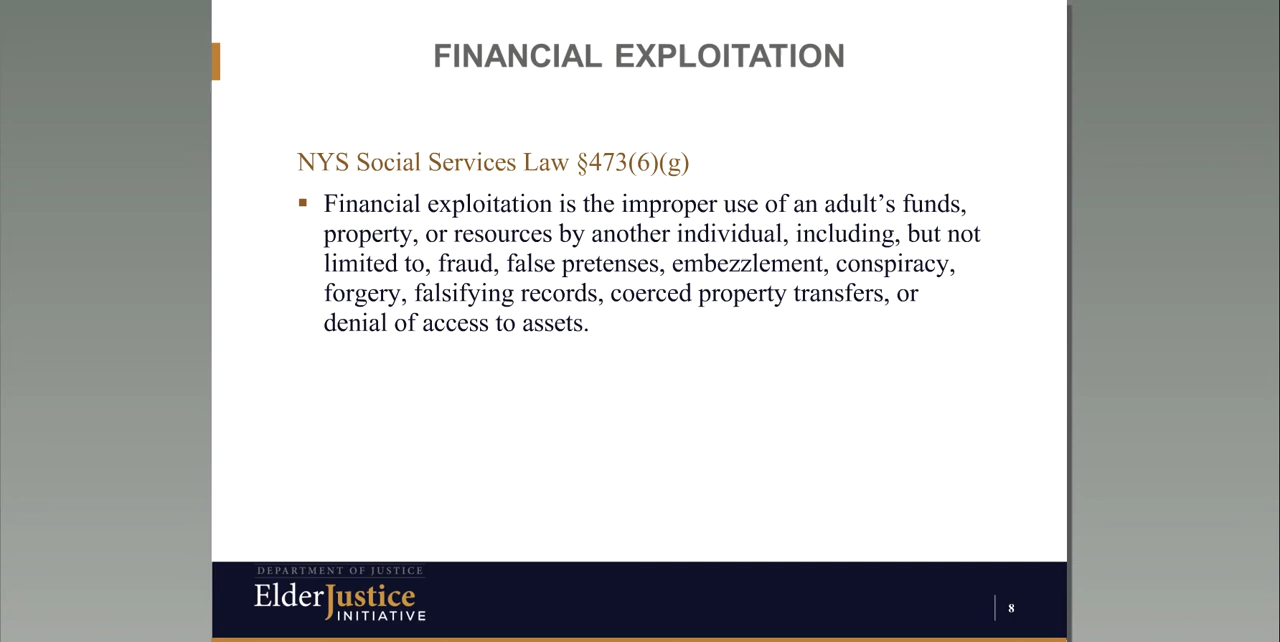 FINANCIAL EXPLOITATION
NYS Social Services Law §473(6)(g)
▪ Financial exploitation is the improper use of an adult’s funds,
property, or resources by another individual, including, but not
limited to, fraud, false pretenses, embezzlement, conspiracy,
forgery, falsifying records, coerced property transfers, or
denial of access to assets.
DEPARTMENT OF JUSTICE
ElderJustice
INITIATIVE
8